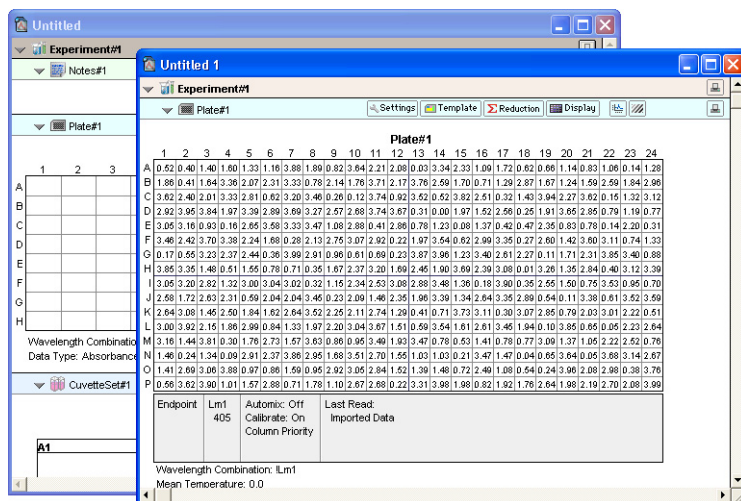 Untitled
Experiment#1
Notes#1
Plate#1
1 2 3
A
B
C
D
E
F
G
H
Wavelength Combination
Data Type: Absorbance
CuvetteSet#1
A1
Untitled 1
Experiment#1
Plate#1 Settings Template Reduction Display
Plate#1
1 2 3 4 5 6 7 8 9 10 11 12 13 14 15 16 17 18 19 20 21 22 23 24
A 0.52 0.40 1.40 1.60 1.33 1.16 3.88 1.89 0.82 3.64 2.21 2.08 0.03 3.34 2.33 1.09 1.72 0.62 0.66 1.14 0.83 1.06 0.14 1.28
B 1.86 0.41 1.64 3.36 2.07 2.31 3.33 0.78 2.14 1.76 3.71 2.17 3.76 2.59 1.70 0.71 1.29 2.87 1.67 1.24 1.59 2.59 1.84 2.96
C 3.62 2.40 2.01 3.33 2.81 0.62 3.20 3.46 0.26 0.12 3.74 0.92 3.52 0.52 3.82 2.51 0.32 1.43 3.94 2.27 3.62 0.15 1.32 3.12
D 2.92 3.95 3.84 1.97 3.39 2.89 3.69 3.27 2.57 2.68 3.74 3.67 0.31 0.00 1.97 1.52 2.56 0.25 1.91 3.65 2.85 0.79 1.19 0.77
E 3.05 3.16 0.93 0.16 2.65 3.58 3.33 3.47 1.08 2.88 0.41 2.86 0.78 1.23 0.08 1.37 0.42 0.47 2.35 0.83 0.78 0.14 2.20 0.31
F 3.46 2.42 3.70 3.38 2.24 1.68 0.28 2.13 2.75 3.07 2.92 0.22 1.97 3.54 0.62 2.99 3.35 0.27 2.60 1.42 3.60 3.11 0.74 1.33
G 0.17 0.55 3.23 2.37 2.44 0.36 3.99 2.91 0.96 0.61 0.69 0.23 3.87 3.96 1.23 3.40 2.61 2.27 0.11 1.71 2.31 3.85 3.40 0.88
H 3.85 3.35 1.48 0.51 1.55 0.78 0.71 0.35 1.67 2.37 3.20 1.69 2.45 1.90 3.69 2.39 3.08 0.01 3.26 1.35 2.84 0.40 3.12 3.39
I 3.05 3.20 2.82 1.32 3.00 3.04 3.02 0.32 1.15 2.34 2.53 3.08 2.88 3.48 1.36 0.18 3.90 0.35 2.55 1.50 0.75 3.53 0.95 0.70
J 2.58 1.72 2.63 2.31 0.59 2.04 2.04 3.45 0.23 2.09 1.46 2.35 1.96 3.39 1.34 2.64 3.35 2.89 0.54 0.11 3.38 0.61 3.52 3.59
K 2.64 3.08 1.45 2.50 1.84 1.62 2.64 3.52 2.25 2.11 2.74 1.29 0.41 0.71 3.73 3.11 0.30 3.07 2.85 0.79 2.03 3.01 2.22 0.51
L 3.00 3.92 2.15 1.86 2.99 0.84 1.33 1.97 2.20 3.04 3.67 1.51 0.59 3.54 1.61 2.61 3.45 1.94 0.10 3.85 0.65 0.05 2.23 2.64
M 3.16 1.44 3.81 0.30 1.76 2.73 1.57 3.63 0.86 0.95 3.49 1.93 3.47 0.78 0.53 1.41 0.78 0.77 3.09 1.37 1.05 2.22 2.52 0.76
N 1.46 0.24 1.34 0.09 2.91 2.37 3.86 2.95 1.68 3.51 2.70 1.55 1.03 1.03 0.21 3.47 1.47 0.04 0.65 3.64 0.05 3.68 3.14 2.67
O 1.41 2.69 3.06 3.88 0.97 0.86 1.59 0.95 2.92 3.05 2.84 1.52 1.39 1.48 0.72 2.49 1.08 0.54 0.24 3.96 2.08 2.98 0.38 3.76
P 0.56 3.62 3.90 1.01 1.57 2.88 0.71 1.78 1.10 2.67 2.68 0.22 3.31 3.98 1.98 0.82 1.92 1.76 2.64 1.98 2.19 2.70 2.08 3.99
Endpoint Lm1 Automix: Off Last Read:
405 Calibrate: On Imported Data
Column Priority
Wavelength Combination: !Lm1
Mean Temperature: 0.0